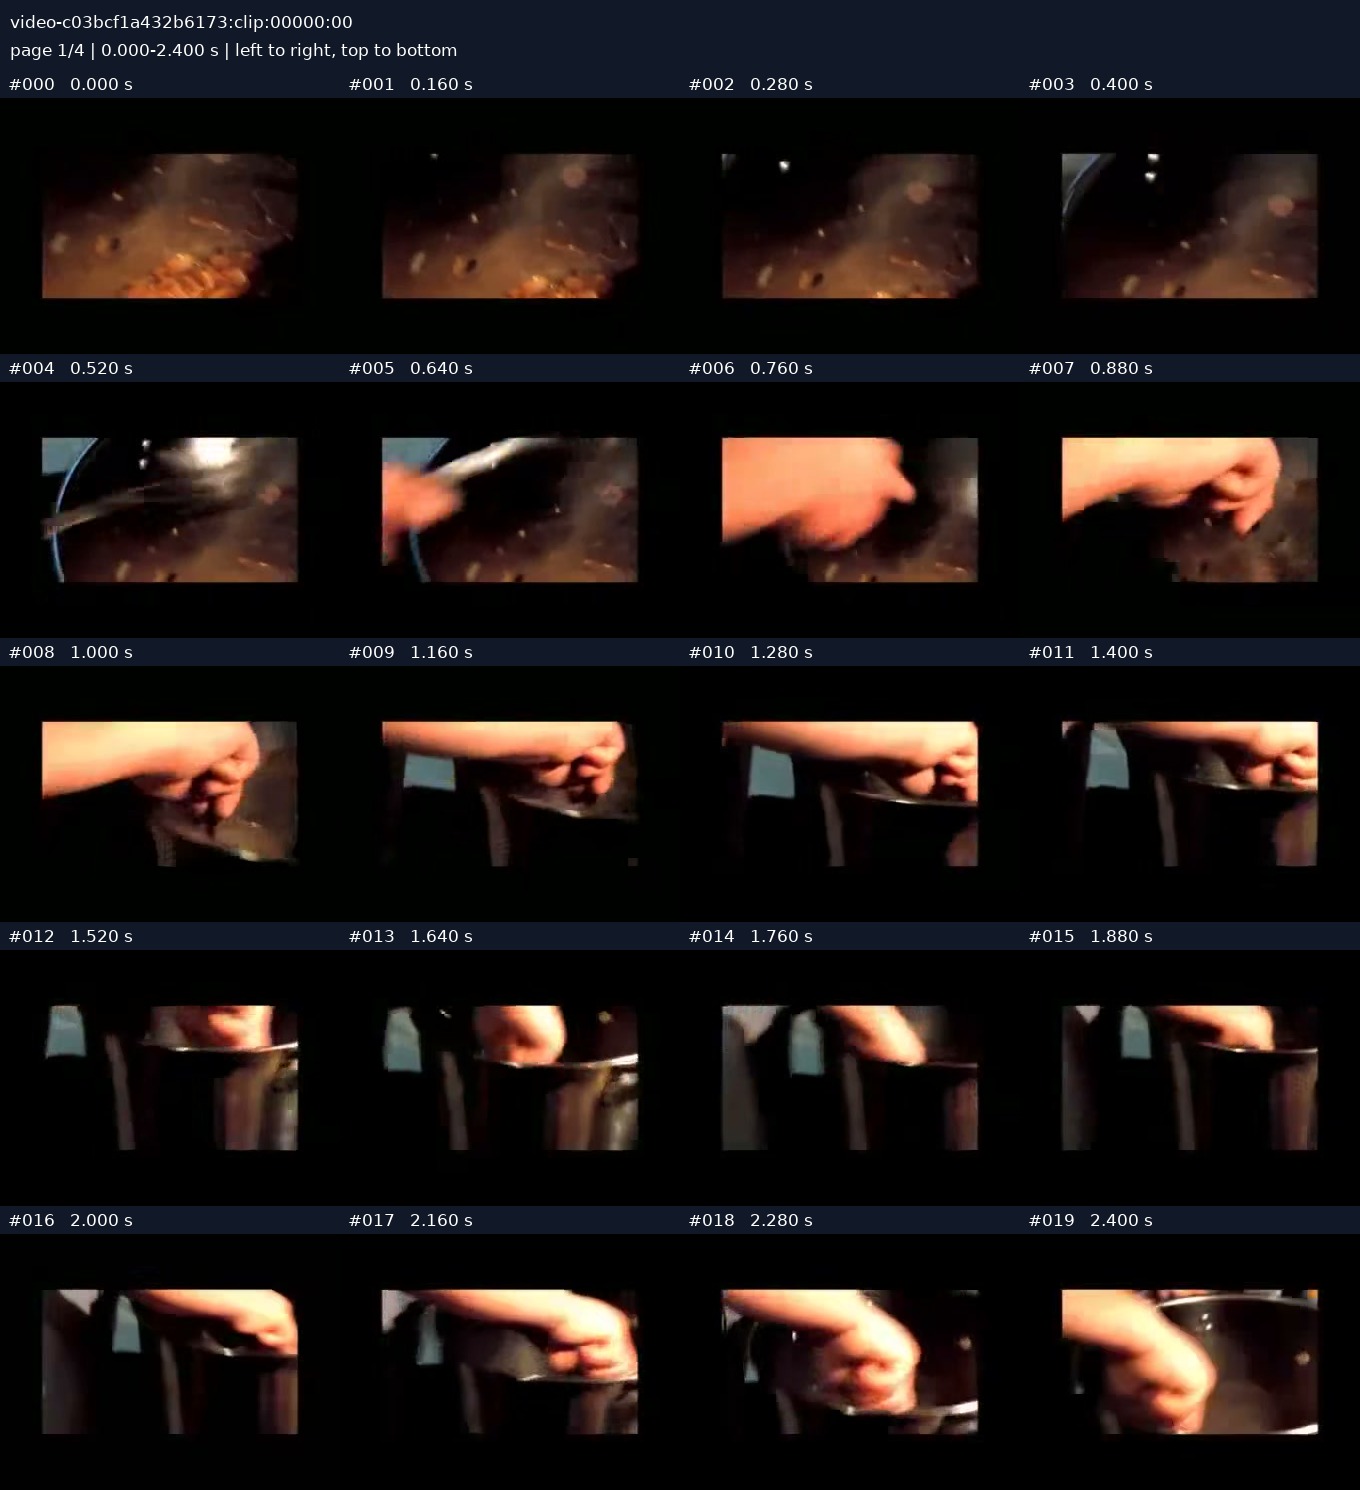 video-c03bcf1a432b6173:clip:00000:00
page 1/4 | 0.000-2.400 s | left to right, top to bottom
#000 0.000 s
#001 0.160 s
#002 0.280 s
#003 0.400 s
#004 0.520 s
#005 0.640 s
#006 0.760 s
#007 0.880 s
#008 1.000 s
#009 1.160 s
#010 1.280 s
#011 1.400 s
#012 1.520 s
#013 1.640 s
#014 1.760 s
#015 1.880 s
#016 2.000 s
#017 2.160 s
#018 2.280 s
#019 2.400 s